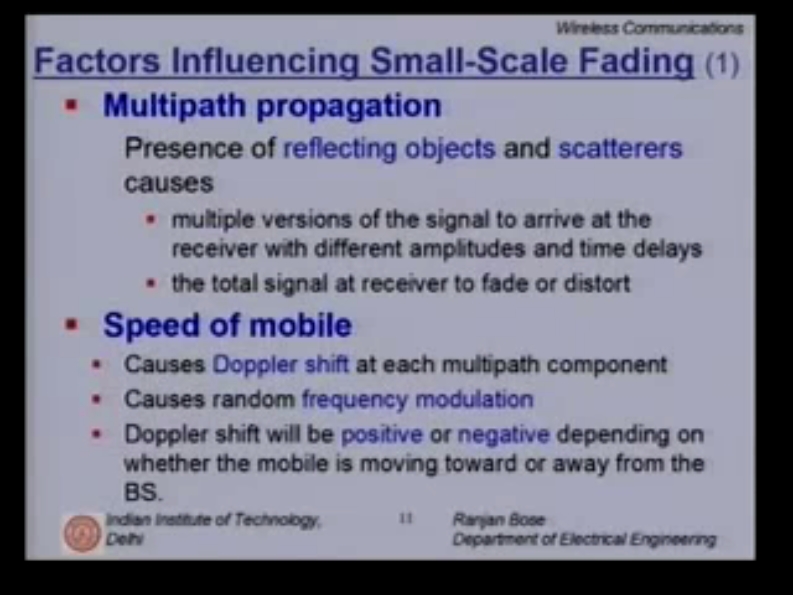 Wireless Communications
Factors Influencing Small-Scale Fading (1)
▪ Multipath propagation
Presence of reflecting objects and scatterers
causes
▪ multiple versions of the signal to arrive at the
receiver with different amplitudes and time delays
▪ the total signal at receiver to fade or distort
▪ Speed of mobile
▪ Causes Doppler shift at each multipath component
▪ Causes random frequency modulation
▪ Doppler shift will be positive or negative depending on
whether the mobile is moving toward or away from the
BS.
Indian Institute of Technology,
Delhi
11
Ranjan Bose
Department of Electrical Engineering